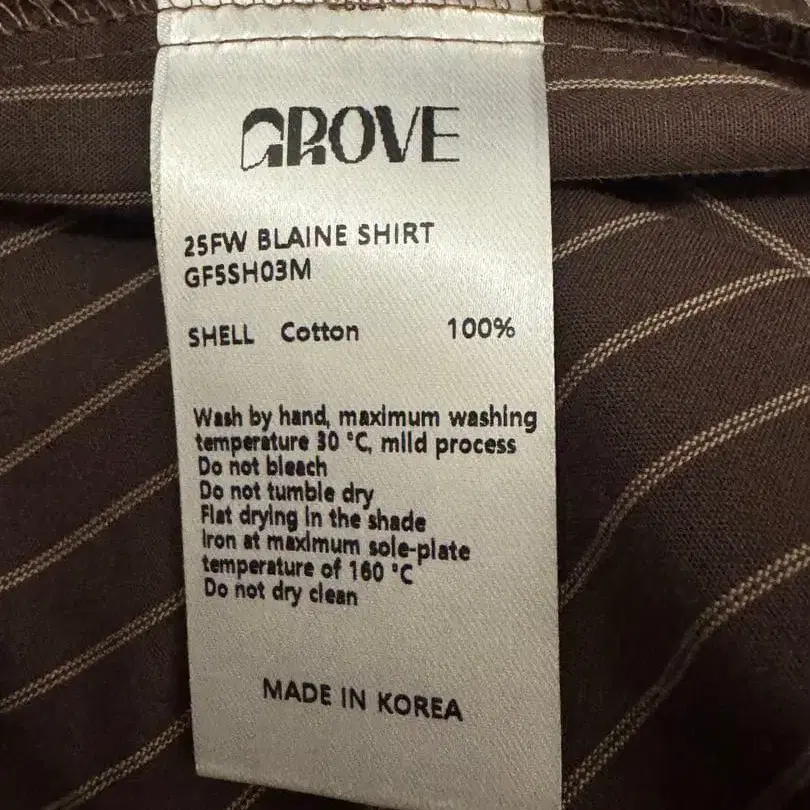 GROVE
25FW BLAINE SHIRT
GF5SH03M
SHELL Cotton 100%
Wash by hand, maximum washing
temperature 30 °C, mild process
Do not bleach
Do not tumble dry
Flat drying in the shade
Iron at maximum sole-plate
temperature of 160 °C
Do not dry clean
MADE IN KOREA